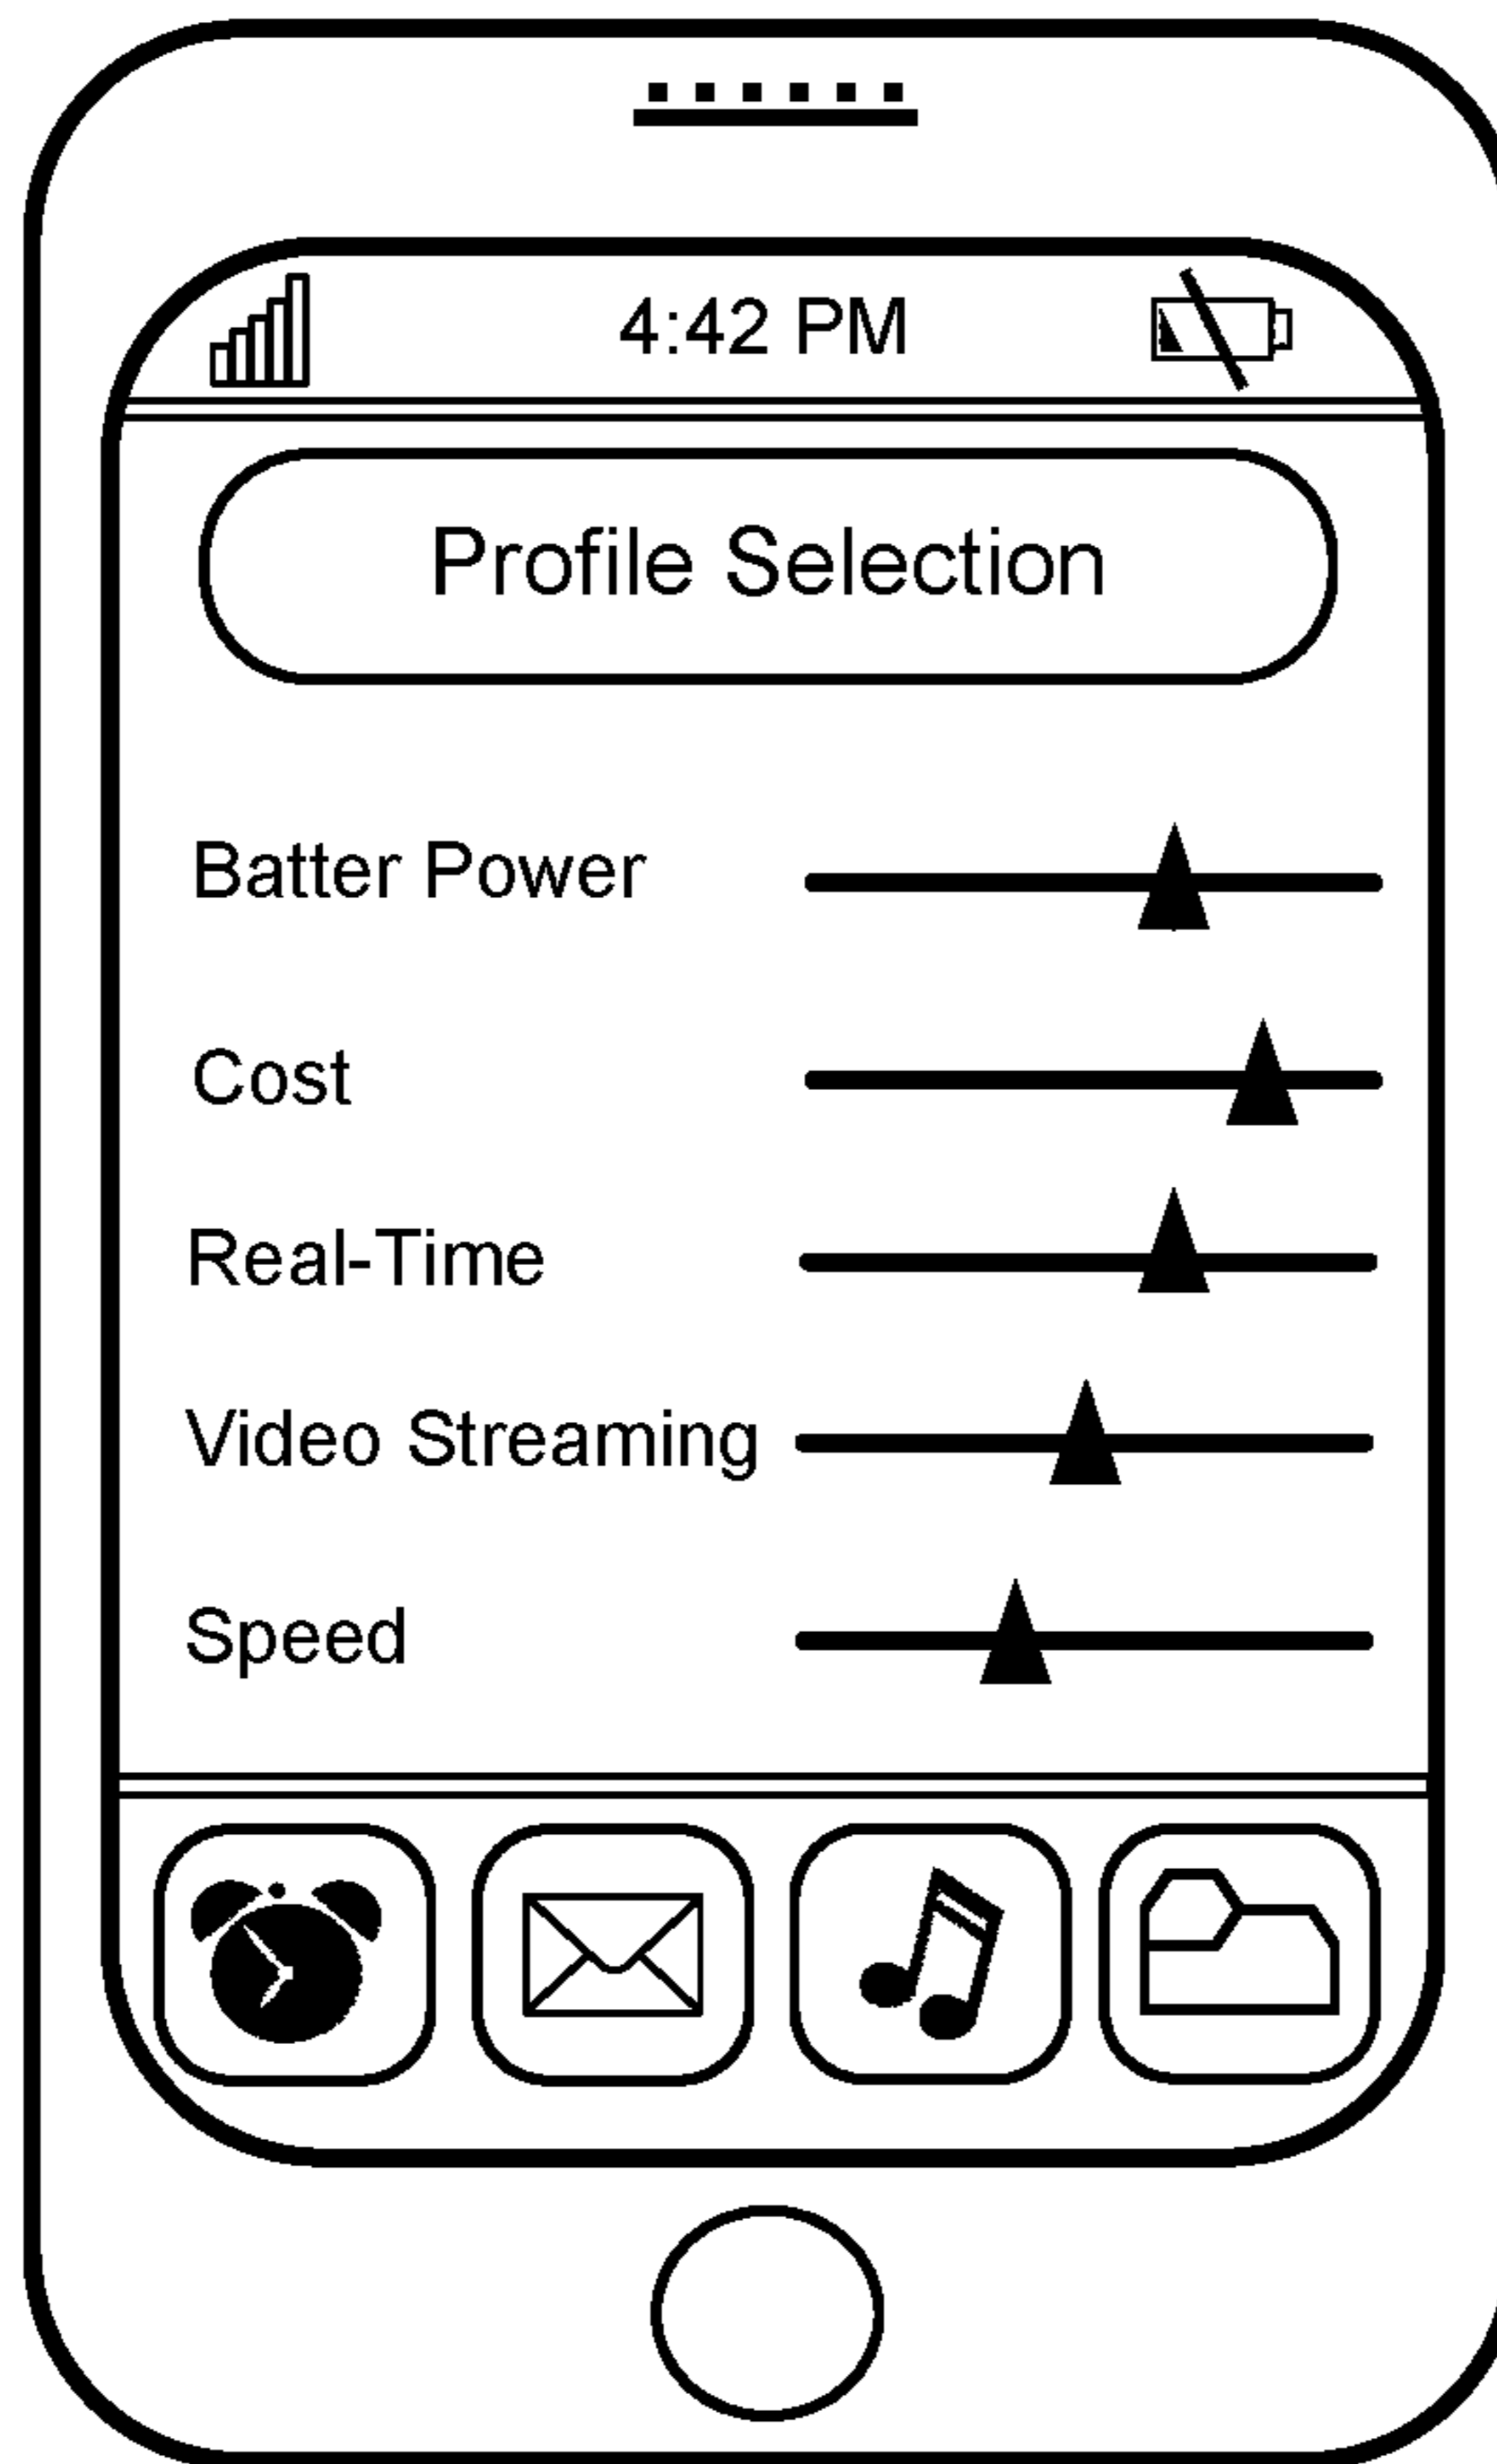 4:42 PM
Profile Selection
Batter Power
Cost
Real-Time
Video Streaming
Speed